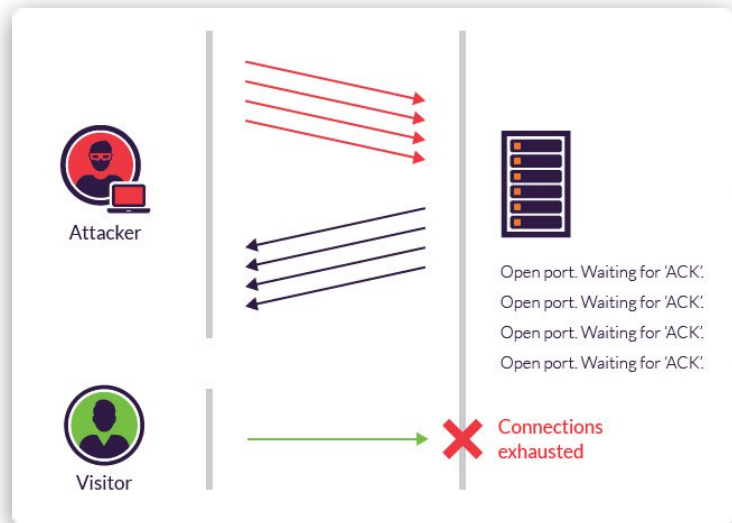 Attacker
Open port. Waiting for ‘ACK’.
Open port. Waiting for ‘ACK’.
Open port. Waiting for ‘ACK’.
Open port. Waiting for ‘ACK’.
Visitor
Connections
exhausted